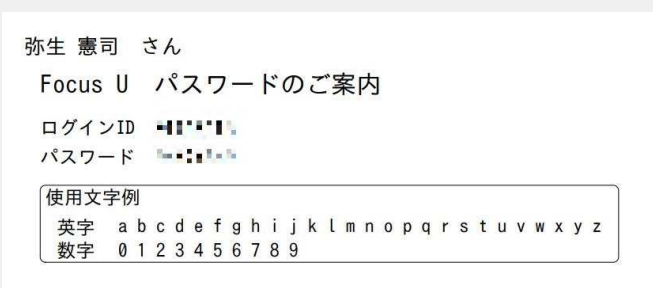 弥生 憲司 さん
Focus U パスワードのご案内
ログインID
パスワード
使用文字例
英字 a b c d e f g h i j k l m n o p q r s t u v w x y z
数字 0 1 2 3 4 5 6 7 8 9